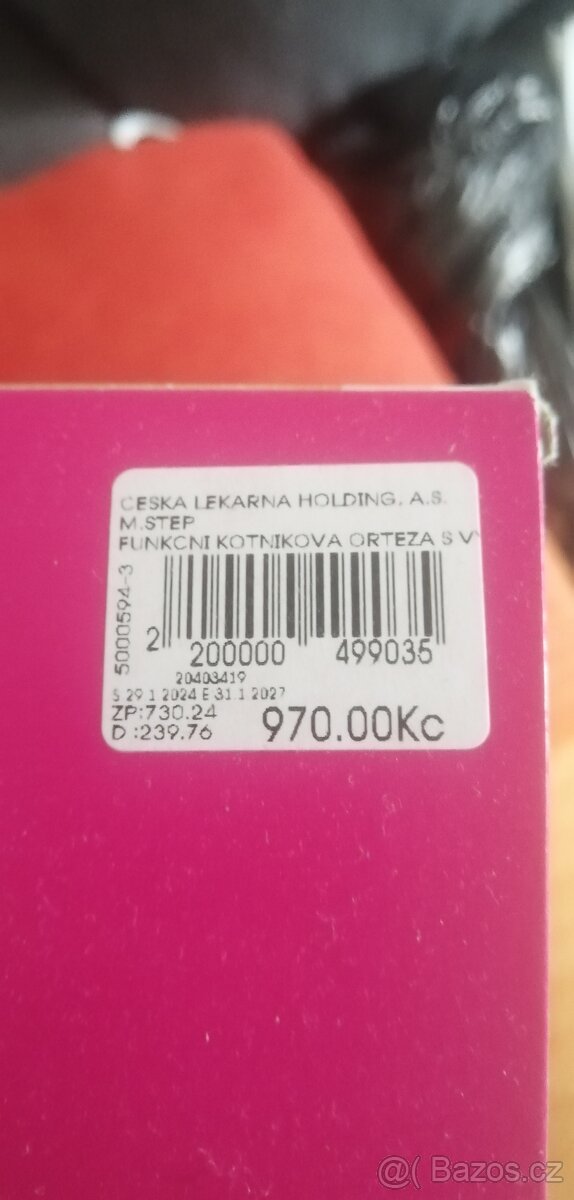 CESKA LEKARNA HOLDING, A.S.
M.STEP
FUNKCNI KOTNIKOVA ORTEZA S VY
5000594-3
2 200000 499035
20403419
S 29 1 2024 E 31.1 2027
ZP:730.24
D :239.76
970.00Kc
@( Bazos.cz